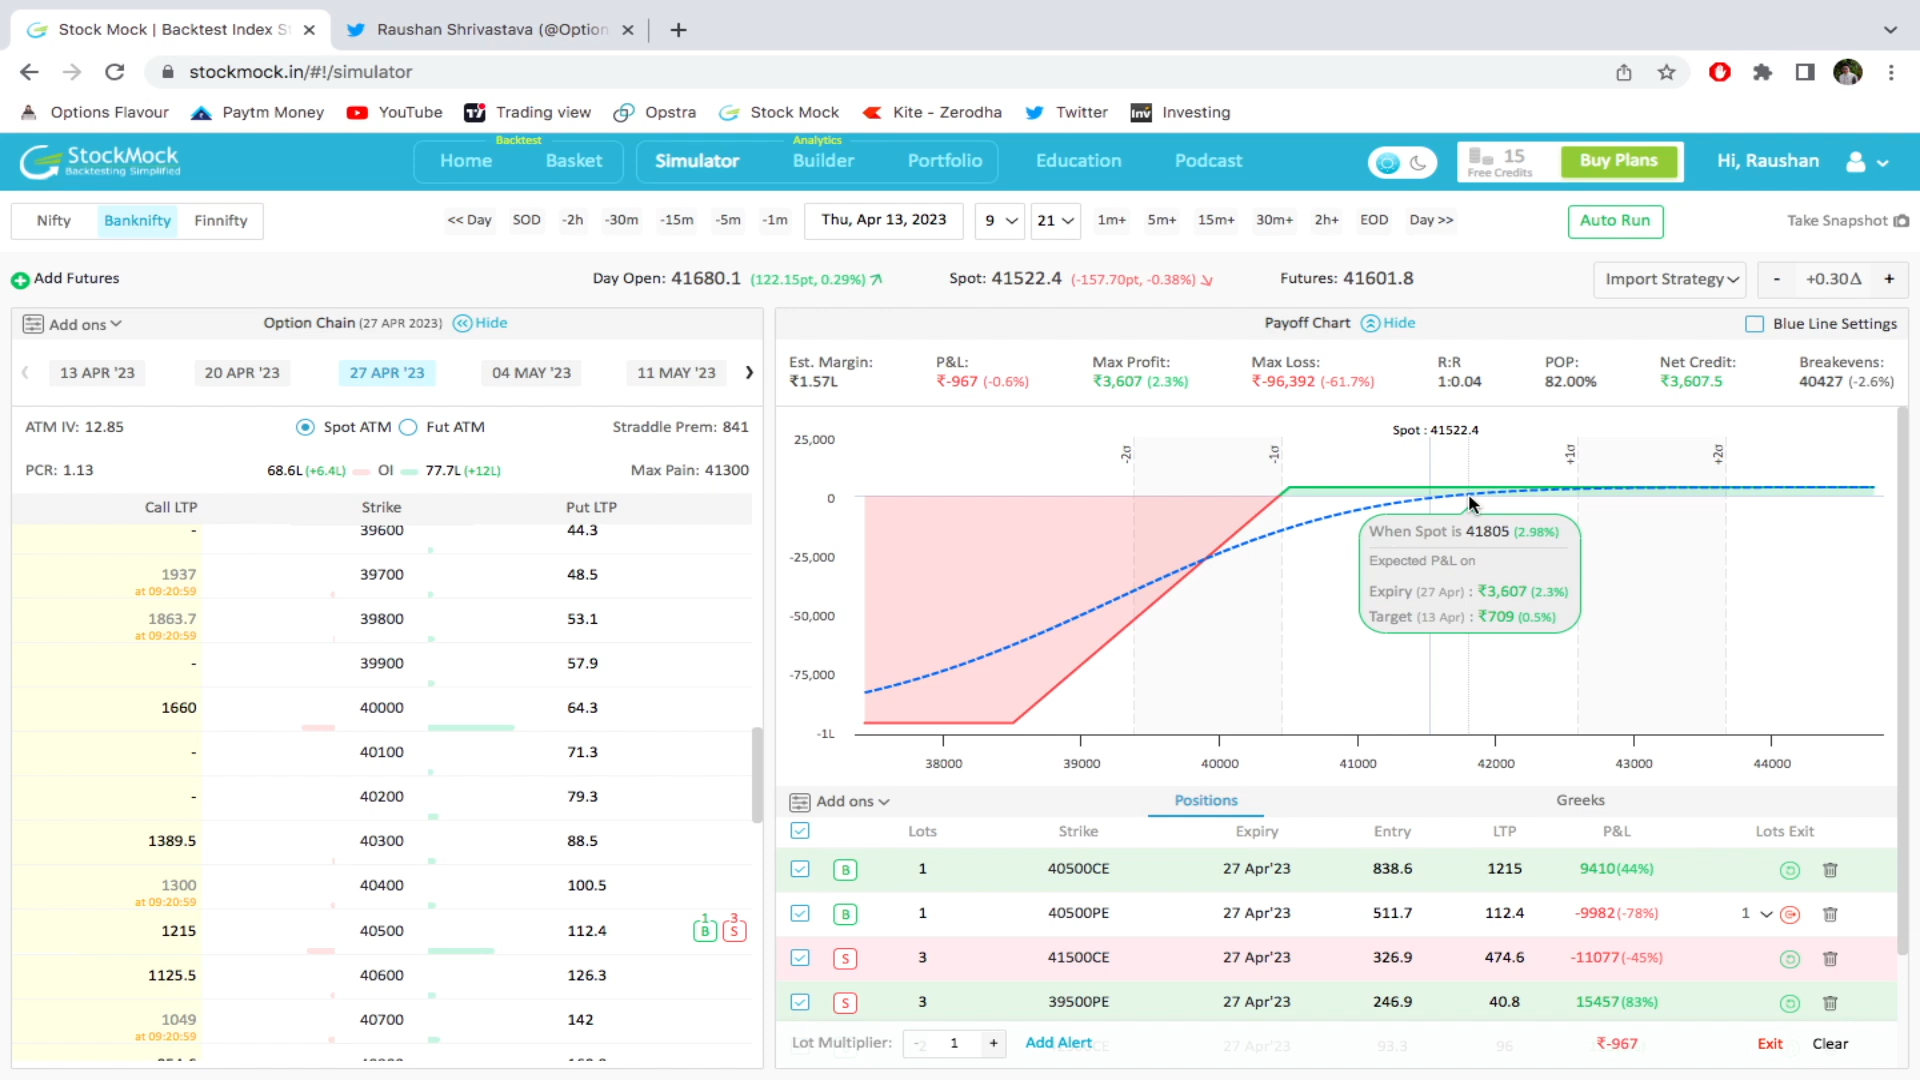 Stock Mock | Backtest Index S
Raushan Shrivastava (@Option
stockmock.in/#!/simulator
Options Flavour
Paytm Money
YouTube
Trading view
Opstra
Stock Mock
Kite - Zerodha
Twitter
Inv
Investing
StockMock
Backtesting Simplified
Backtest
Home
Basket
Simulator
Analytics
Builder
Portfolio
Education
Podcast
15
Free Credits
Buy Plans
Hi, Raushan
Nifty
Banknifty
Finnifty
<< Day
SOD
-2h
-30m
-15m
-5m
-1m
Thu, Apr 13, 2023
9
21
1m+
5m+
15m+
30m+
2h+
EOD
Day >>
Auto Run
Take Snapshot
Add Futures
Day Open: 41680.1 (122.15pt, 0.29%)
Spot: 41522.4 (-157.70pt, -0.38%)
Futures: 41601.8
Import Strategy
- +0.30Δ +
Add ons
Option Chain (27 APR 2023) Hide
13 APR '23
20 APR '23
27 APR '23
04 MAY '23
11 MAY '23
ATM IV: 12.85
Spot ATM
Fut ATM
Straddle Prem: 841
PCR: 1.13
68.6L (+6.4L) OI 77.7L (+12L)
Max Pain: 41300
Call LTP Strike Put LTP
- 39600 44.3
1937 39700 48.5
at 09:20:59
1863.7 39800 53.1
at 09:20:59
- 39900 57.9
1660 40000 64.3
- 40100 71.3
- 40200 79.3
1389.5 40300 88.5
1300 40400 100.5
at 09:20:59
1215 40500 112.4 1 B 3 S
1125.5 40600 126.3
1049 40700 142
at 09:20:59
Payoff Chart Hide
Blue Line Settings
Est. Margin: P&L: Max Profit: Max Loss: R:R POP: Net Credit: Breakevens:
₹1.57L ₹-967 (-0.6%) ₹3,607 (2.3%) ₹-96,392 (-61.7%) 1:0.04 82.00% ₹3,607.5 40427 (-2.6%)
Spot : 41522.4
-2σ
-1σ
+1σ
+2σ
25,000
0
-25,000
-50,000
-75,000
-1L
When Spot is 41805 (2.98%)
Expected P&L on
Expiry (27 Apr) : ₹3,607 (2.3%)
Target (13 Apr) : ₹709 (0.5%)
38000 39000 40000 41000 42000 43000 44000
Add ons
Positions
Greeks
Lots Strike Expiry Entry LTP P&L Lots Exit
B 1 40500CE 27 Apr'23 838.6 1215 9410(44%)
B 1 40500PE 27 Apr'23 511.7 112.4 -9982(-78%) 1
S 3 41500CE 27 Apr'23 326.9 474.6 -11077(-45%)
S 3 39500PE 27 Apr'23 246.9 40.8 15457(83%)
Lot Multiplier: - 1 +
Add Alert
27 Apr'23 93.3 96
₹-967
Exit
Clear